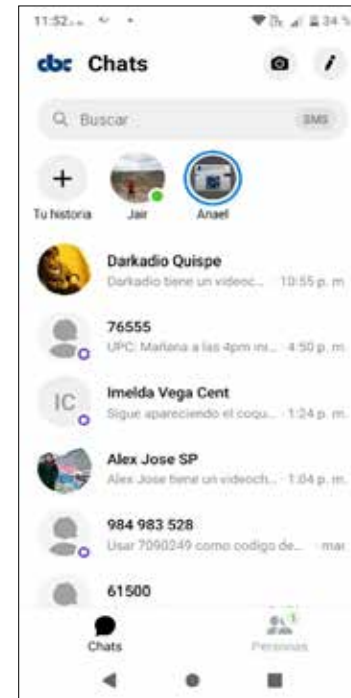 11:52
34 %
cbc Chats
Buscar SMS
Tu historia Jair Anael
Darkadio Quispe
Darkadio tiene un videoc... 10:55 p. m.
76555
UPC: Mañana a las 4pm ini... 4:50 p. m.
IC
Imelda Vega Cent
Sigue apareciendo el coqu... 1:24 p. m.
Alex Jose SP
Alex Jose tiene un videoch... 1:04 p. m.
984 983 528
Usar 7090249 como codigo de... mar
61500
1
Chats Personas